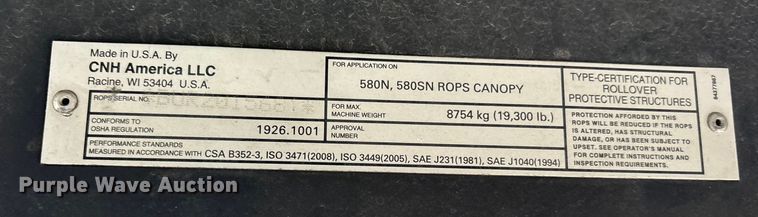 Made in U.S.A. By
CNH America LLC
Racine, WI 53404 U.S.A.
ROPS SERIAL NO.
CONFORMS TO
OSHA REGULATION
1926.1001
PERFORMANCE STANDARDS
MEASURED IN ACCORDANCE WITH CSA B352-3, ISO 3471(2008), ISO 3449(2005), SAE J231(1981), SAE J1040(1994)
FOR APPLICATION ON
580N, 580SN ROPS CANOPY
FOR MAX.
MACHINE WEIGHT
8754 kg (19,300 lb.)
APPROVAL
NUMBER
TYPE-CERTIFICATION FOR
ROLLOVER
PROTECTIVE STRUCTURES
PROTECTION AFFORDED BY THIS
ROPS WILL BE REDUCED IF THE ROPS
IS ALTERED, HAS STRUCTURAL
DAMAGE, OR HAS BEEN SUBJECT TO
UPSET. SEE OPERATOR'S MANUAL
FOR COMPLETE INSTRUCTIONS AND
INSPECTION REQUIREMENTS.
Purple Wave Auction